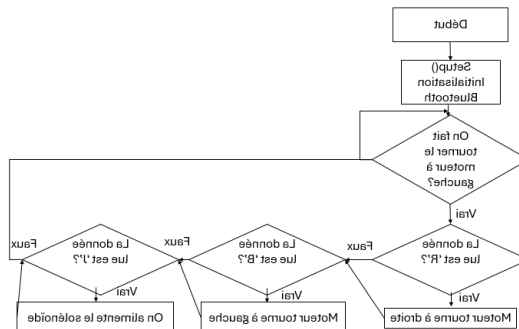 Début
Setup()
Initialisation
Bluetooth
On fait
tourner le
moteur à
gauche?
Vrai
La donnée
lue est 'R'?
Faux
La donnée
lue est 'B'?
Faux
La donnée
lue est 'J'?
Faux
Vrai
Vrai
Vrai
Moteur tourne à droite
Moteur tourne à gauche
On alimente le solénoïde